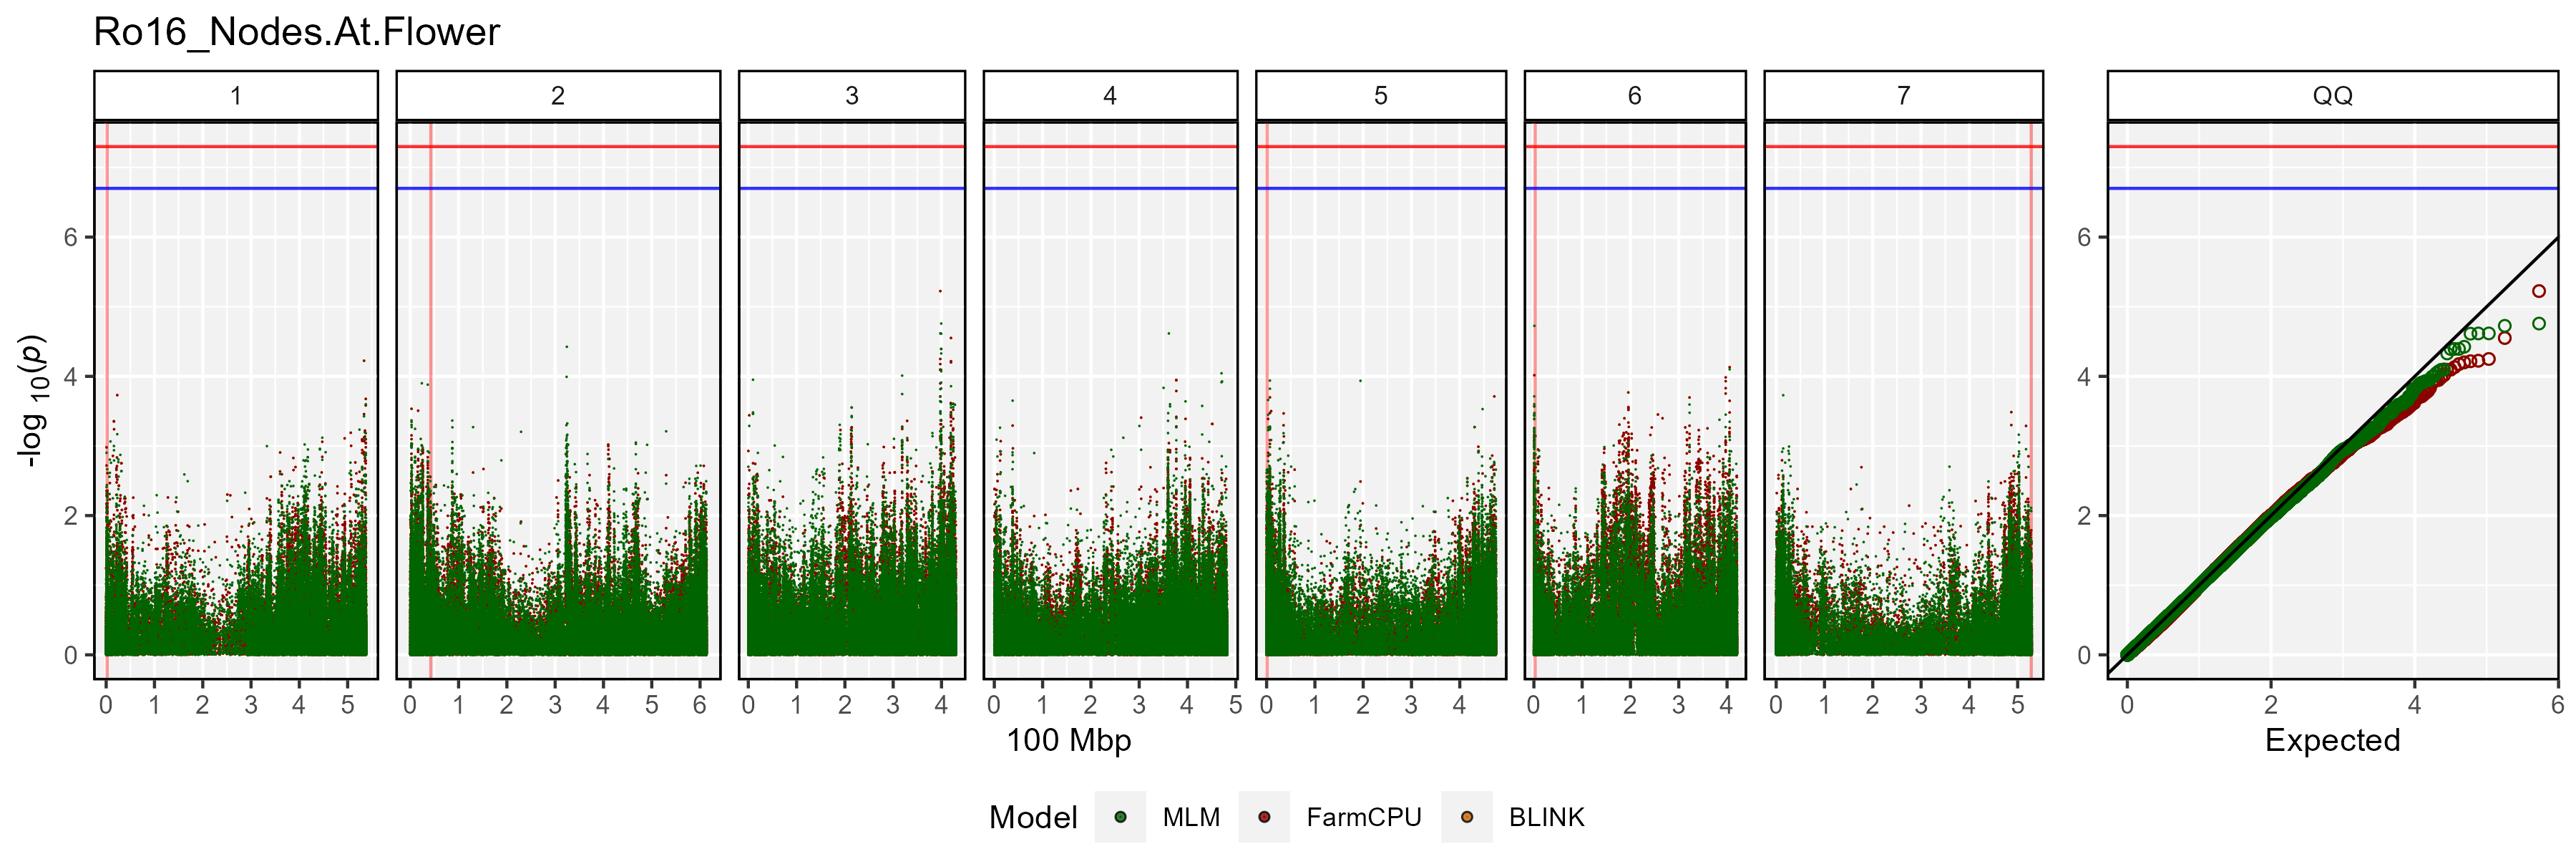 Ro16_Nodes.At.Flower
1 2 3 4 5 6 7 QQ
-log 10(p)
6 6
4 4
2 2
0 0
0 1 2 3 4 5 0 1 2 3 4 5 6 0 1 2 3 4 0 1 2 3 4 5 0 1 2 3 4 0 1 2 3 4 0 1 2 3 4 5 0 2 4 6
100 Mbp Expected
Model MLM FarmCPU BLINK